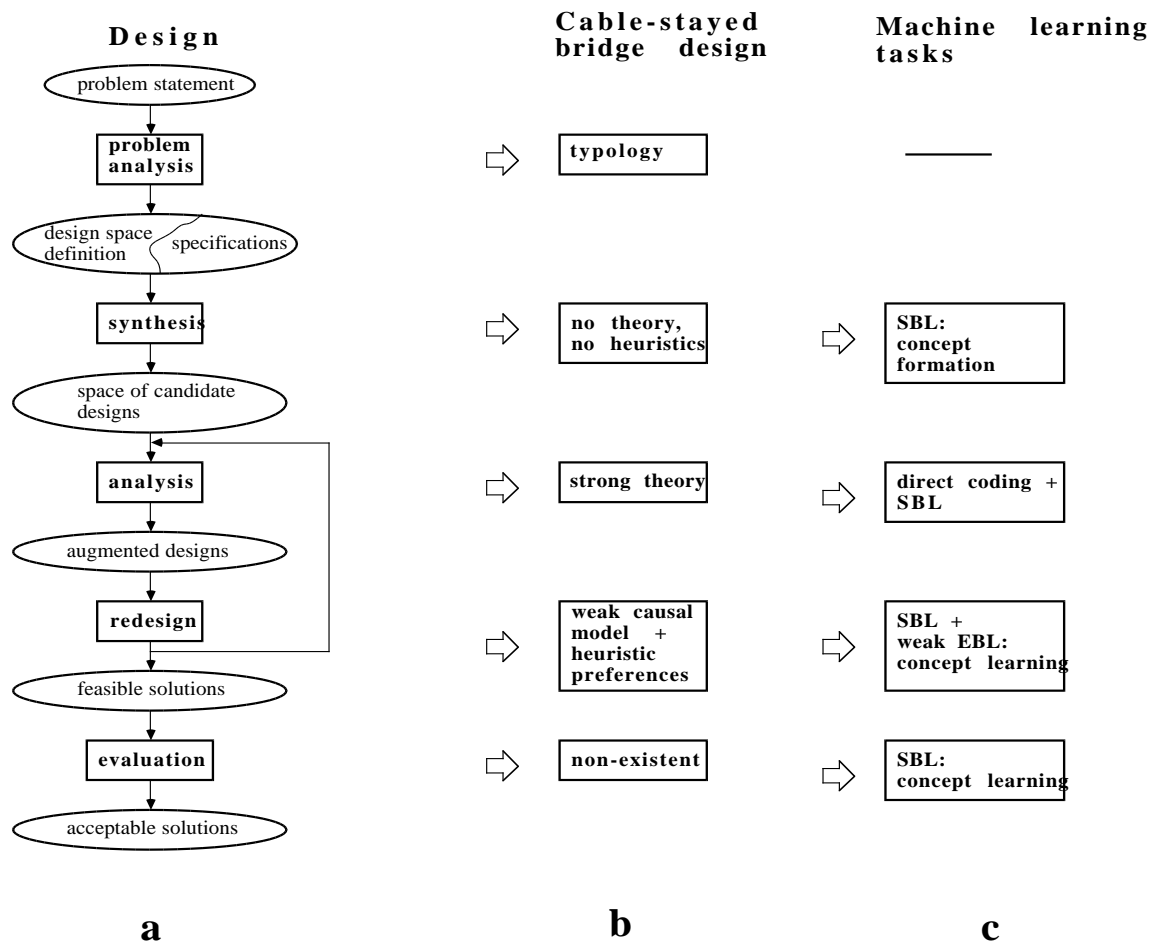 Design
problem statement
problem
analysis
design space
definition
specifications
synthesis
space of candidate
designs
analysis
augmented designs
redesign
feasible solutions
evaluation
acceptable solutions
a
Cable-stayed
bridge design
typology
no theory,
no heuristics
strong theory
weak causal
model +
heuristic
preferences
non-existent
b
Machine learning
tasks
SBL:
concept
formation
direct coding +
SBL
SBL +
weak EBL:
concept learning
SBL:
concept learning
c